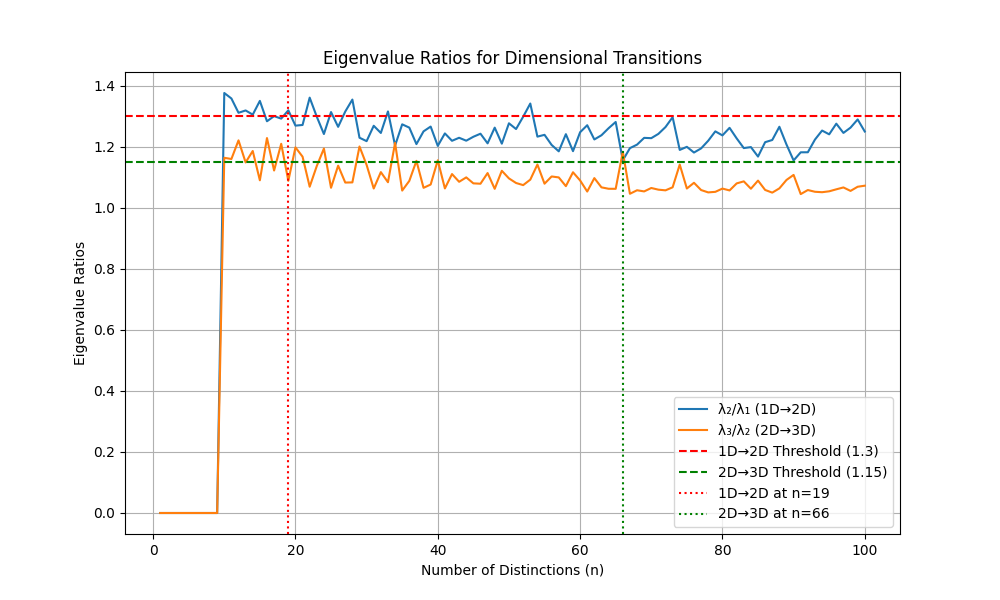 Eigenvalue Ratios for Dimensional Transitions
Eigenvalue Ratios
1.4
1.2
1.0
0.8
0.6
0.4
0.2
0.0
0 20 40 60 80 100
Number of Distinctions (n)
λ₂/λ₁ (1D→2D)
λ₃/λ₂ (2D→3D)
1D→2D Threshold (1.3)
2D→3D Threshold (1.15)
1D→2D at n=19
2D→3D at n=66